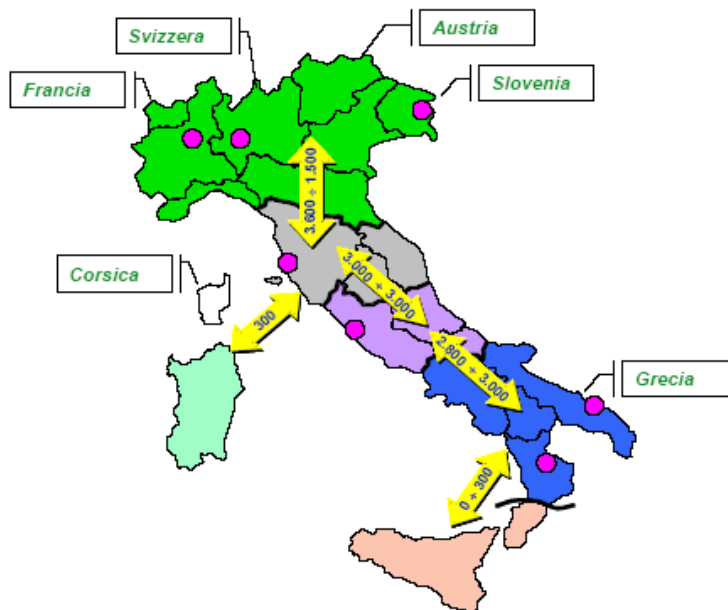 Svizzera
Austria
Francia
Slovenia
3.600 ÷ 1.500
Corsica
3.000 ÷ 3.000
300
2.800 ÷ 3.000
Grecia
0 ÷ 300